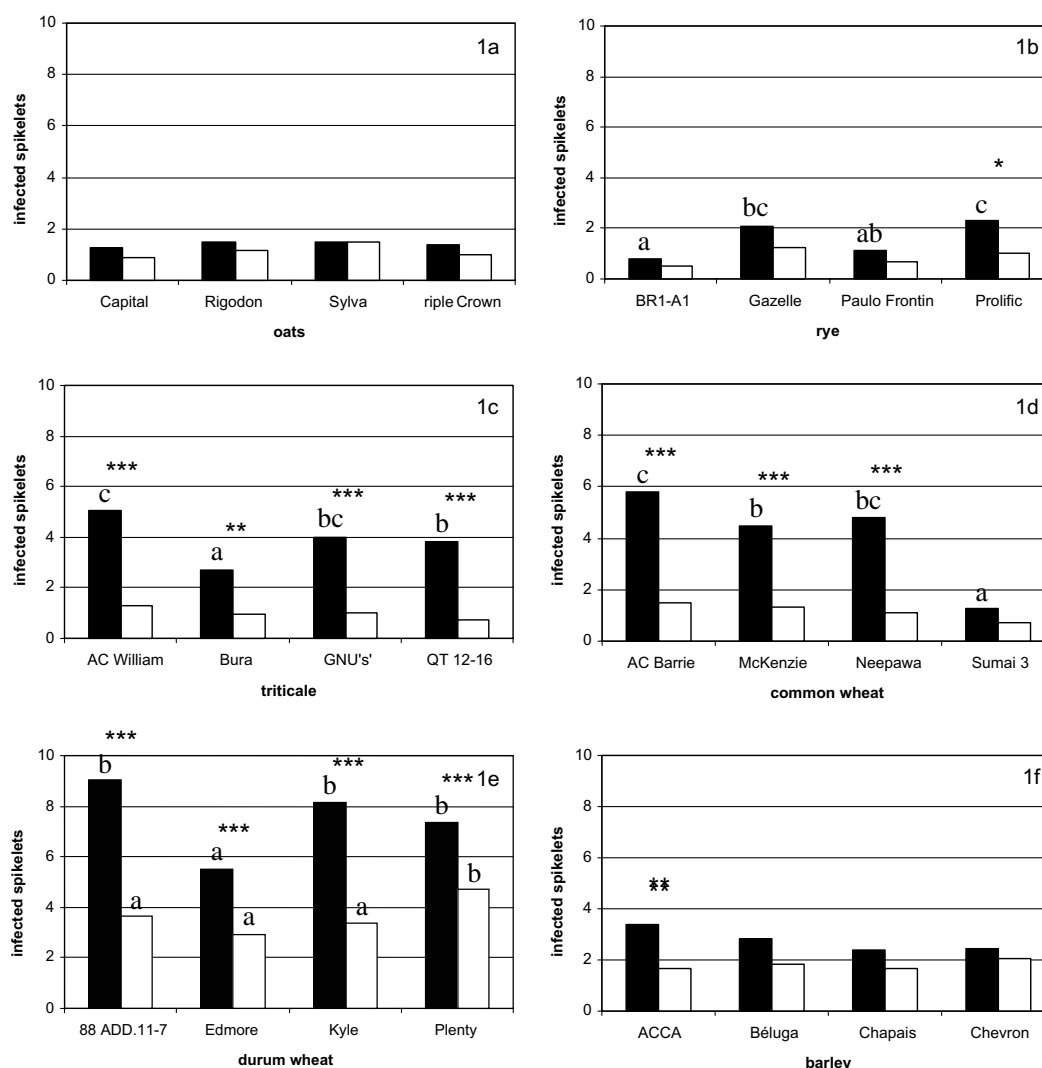 1a
10
8
6
4
2
0
infected spikelets
Capital Rigodon Sylva riple Crown
oats
1b
10
8
6
4
2
0
infected spikelets
*
a bc ab c
BR1-A1 Gazelle Paulo Frontin Prolific
rye
1c
10
8
6
4
2
0
infected spikelets
*** ** *** ***
c a bc b
AC William Bura GNU's' QT 12-16
triticale
1d
10
8
6
4
2
0
infected spikelets
*** *** ***
c b bc a
AC Barrie McKenzie Neepawa Sumai 3
common wheat
1e
10
8
6
4
2
0
infected spikelets
*** *** *** ***
b a b b
a a a b
88 ADD.11-7 Edmore Kyle Plenty
durum wheat
1f
10
8
6
4
2
0
infected spikelets
**
**
ACCA Béluga Chapais Chevron
barley